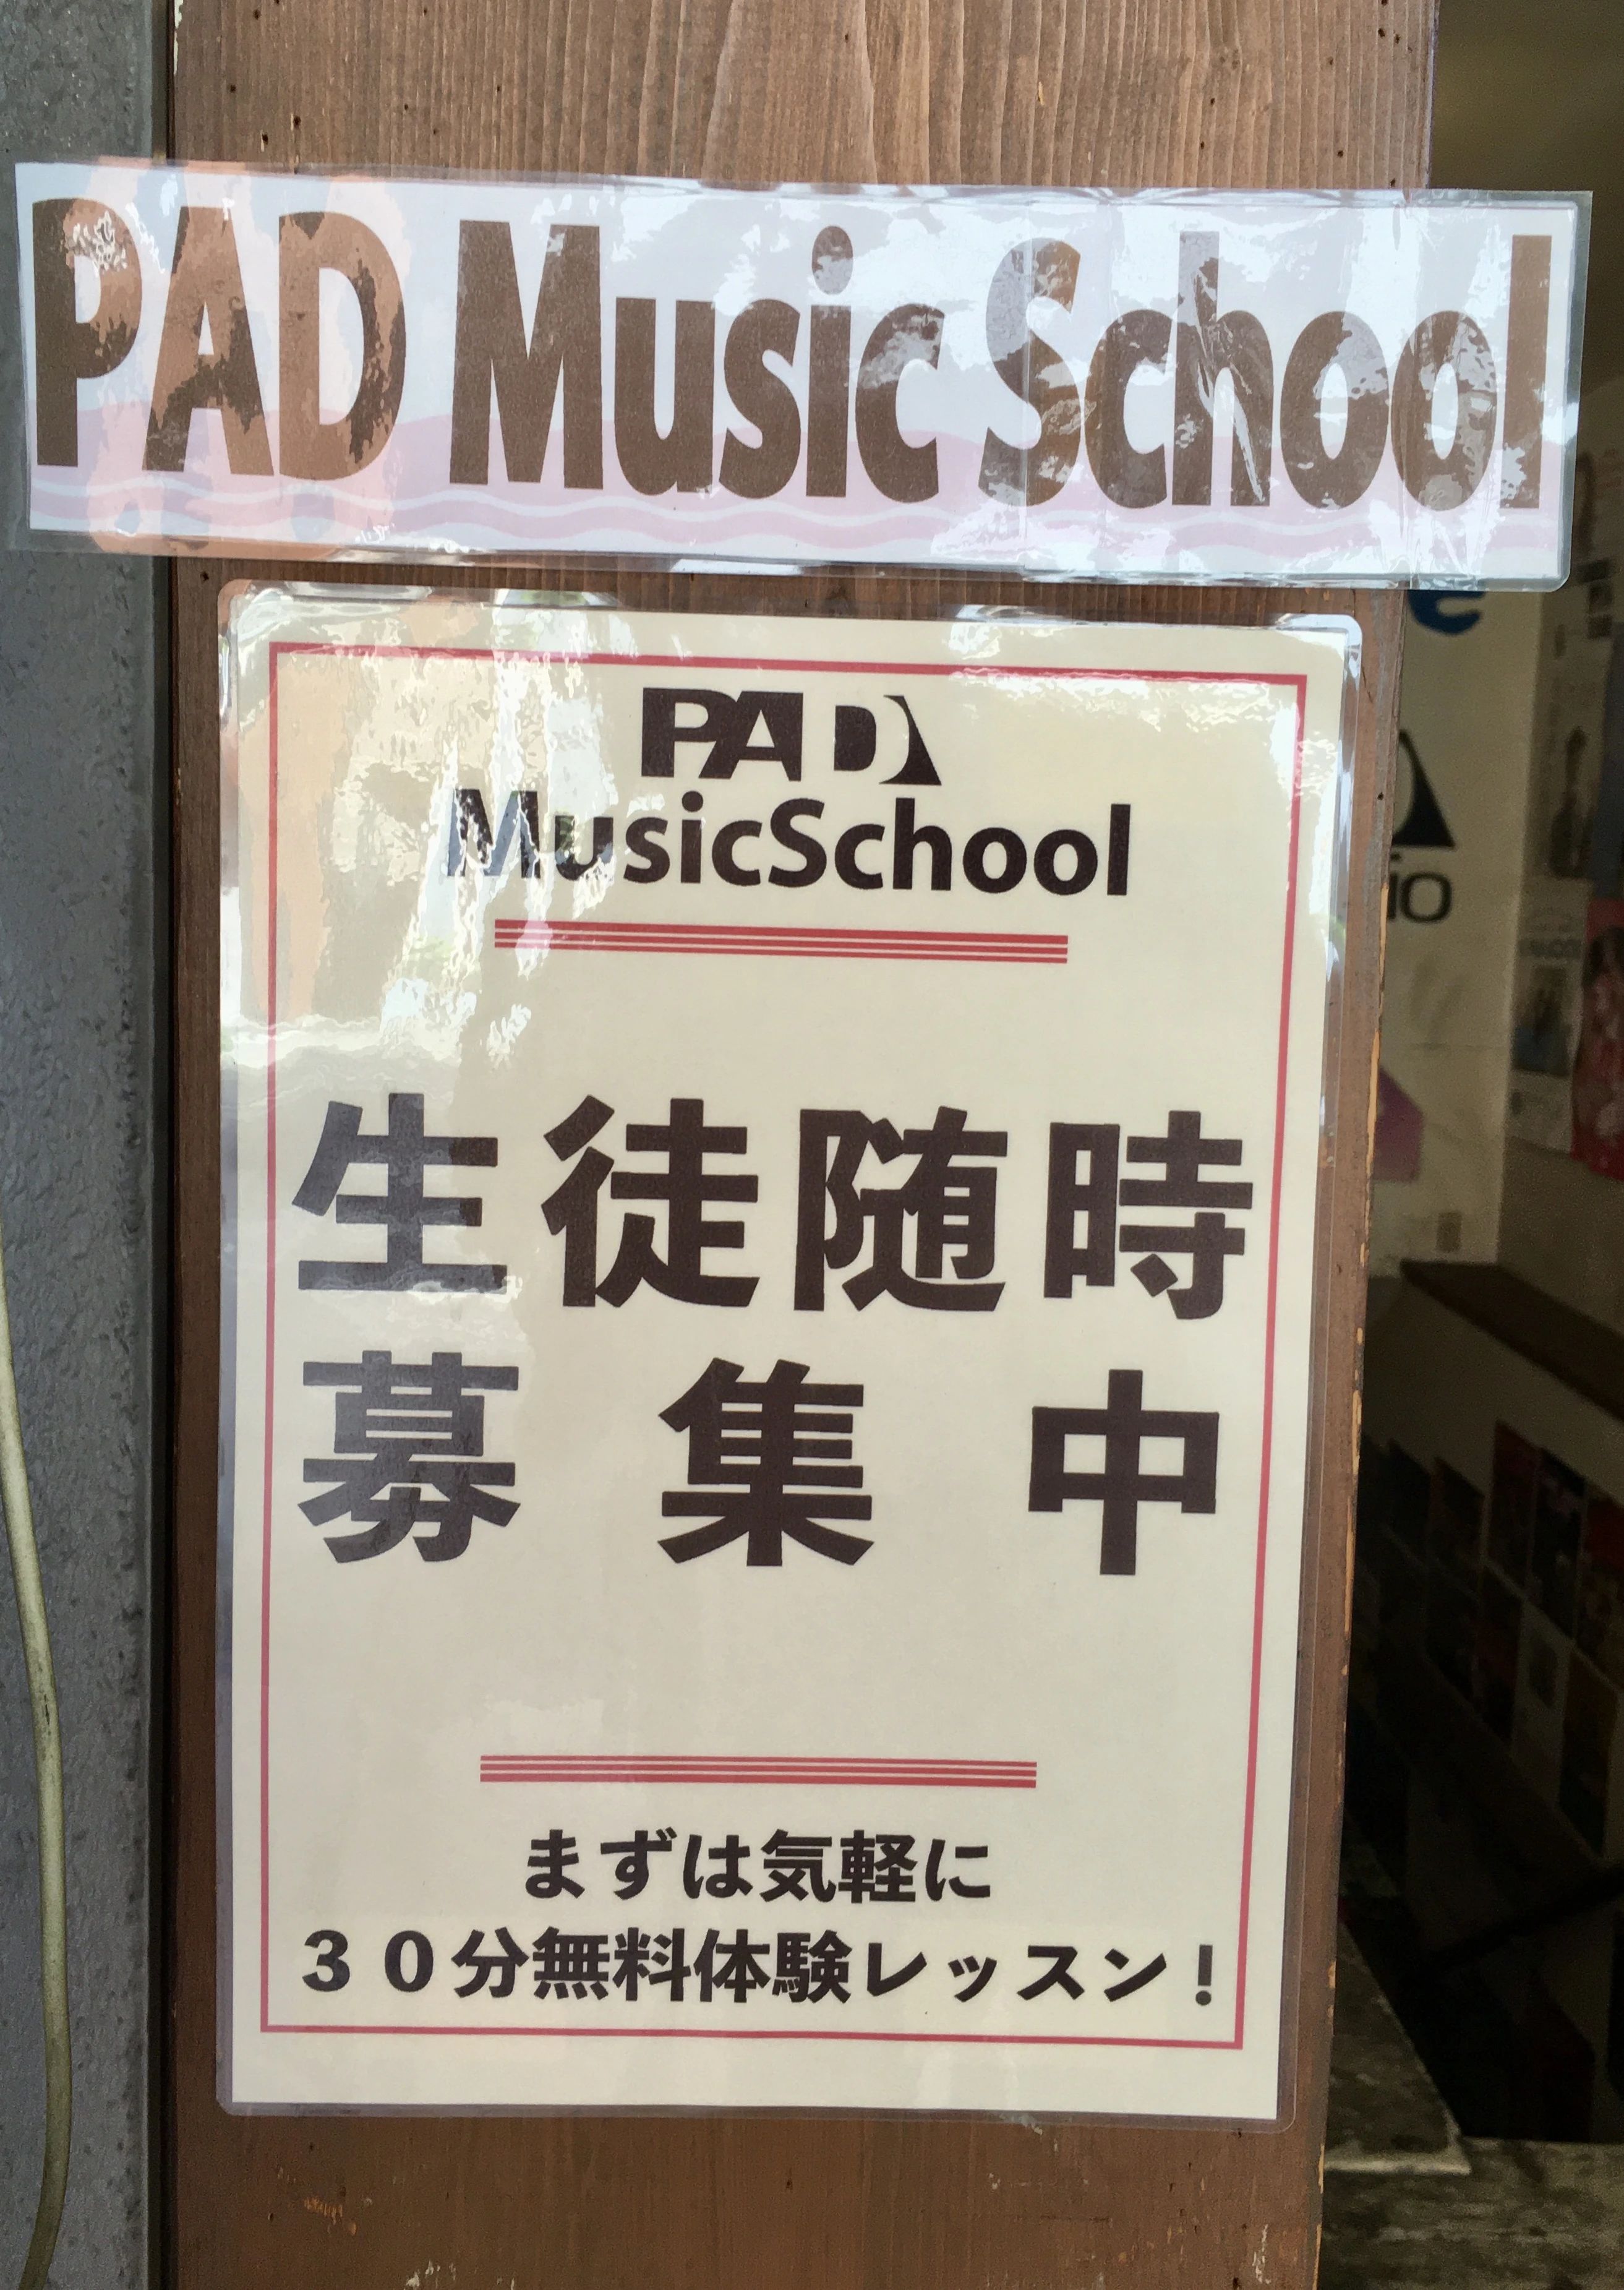 PAD Music School
PAD
MusicSchool
生徒随時
募集中
まずは気軽に
３０分無料体験レッスン！